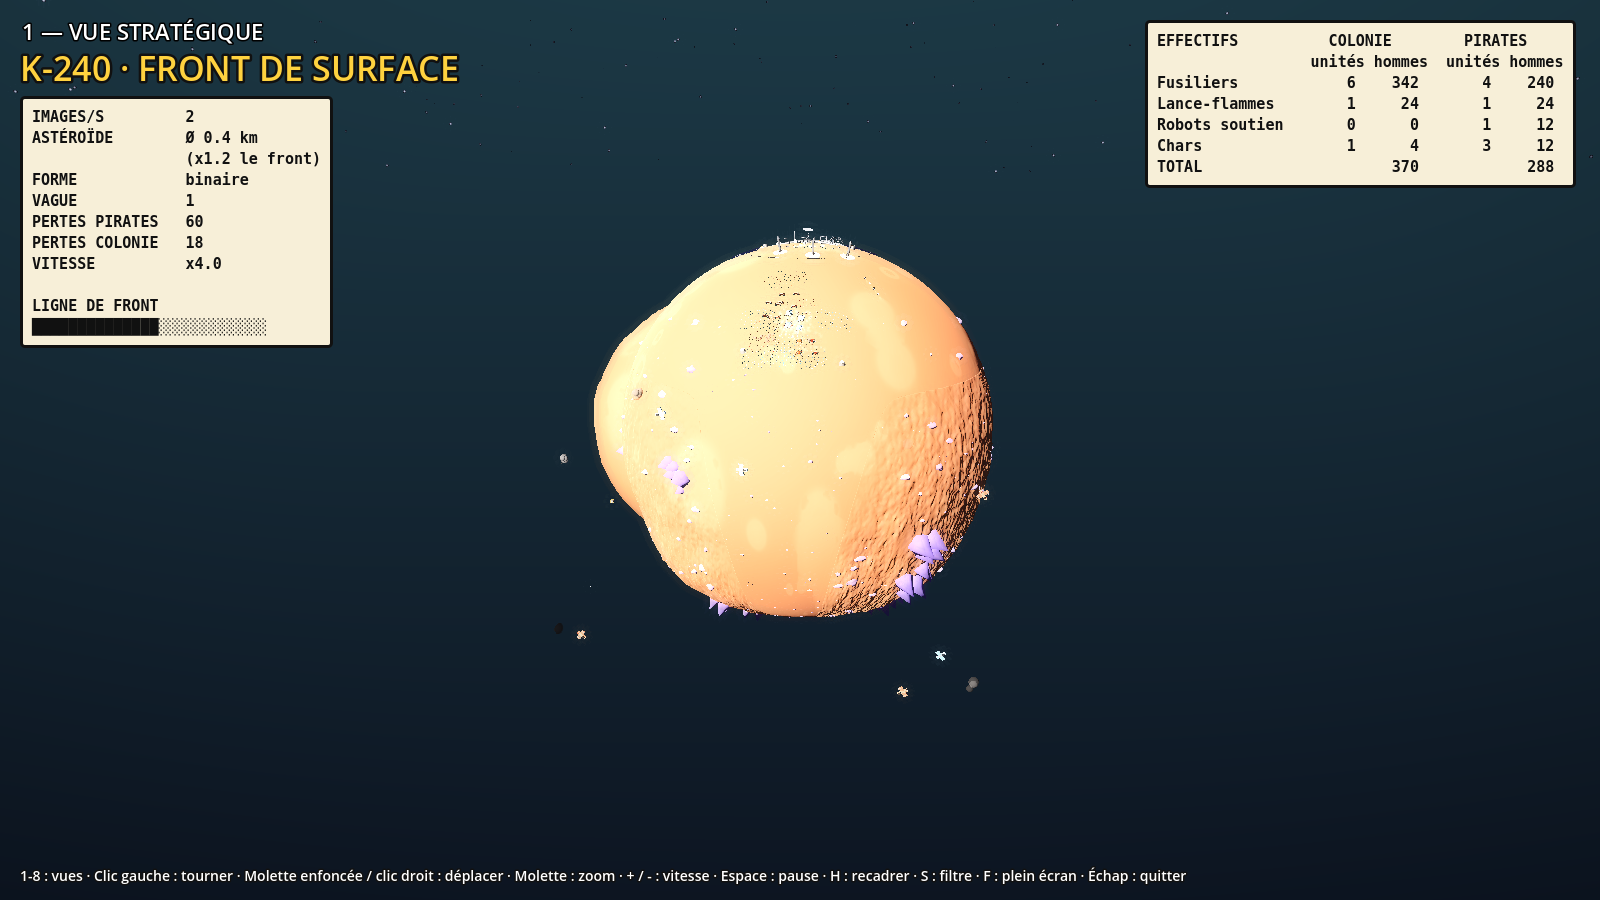 1 — VUE STRATÉGIQUE
K-240 · FRONT DE SURFACE
IMAGES/S 2
ASTÉROÏDE Ø 0.4 km
(x1.2 le front)
FORME binaire
VAGUE 1
PERTES PIRATES 60
PERTES COLONIE 18
VITESSE x4.0
LIGNE DE FRONT
EFFECTIFS COLONIE PIRATES
unités hommes unités hommes
Fusiliers 6 342 4 240
Lance-flammes 1 24 1 24
Robots soutien 0 0 1 12
Chars 1 4 3 12
TOTAL 370 288
1-8 : vues · Clic gauche : tourner · Molette enfoncée / clic droit : déplacer · Molette : zoom · + / - : vitesse · Espace : pause · H : recadrer · S : filtre · F : plein écran · Échap : quitter